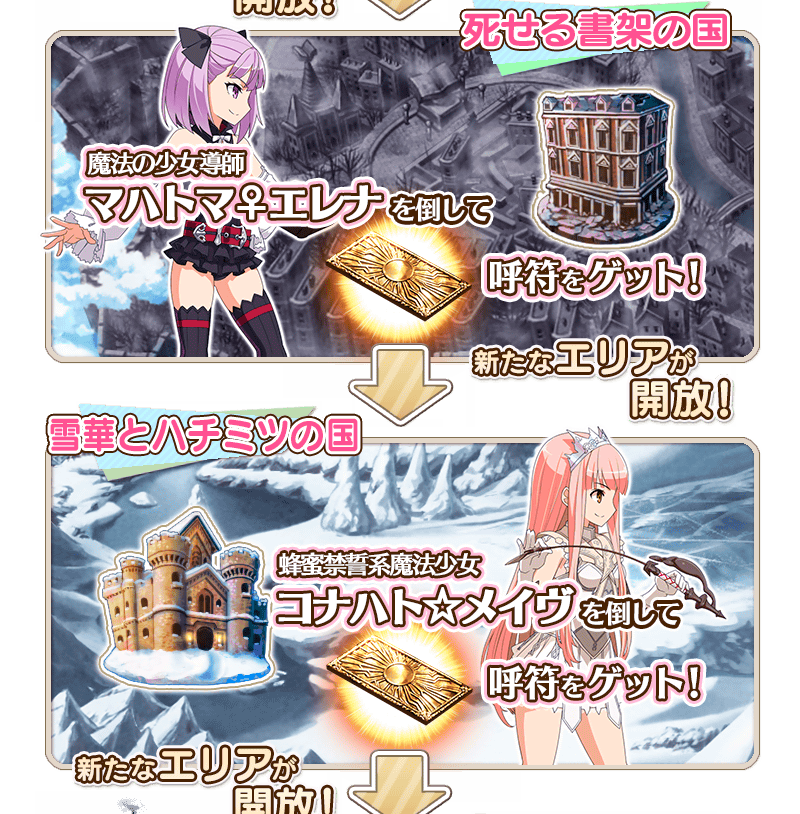 開放!
死せる書架の国
魔法の少女導師
マハトマ♀エレナを倒して
呼符をゲット!
新たなエリアが
開放!
雪華とハチミツの国
蜂蜜禁誓系魔法少女
コナハト☆メイヴを倒して
呼符をゲット!
新たなエリアが
開放!